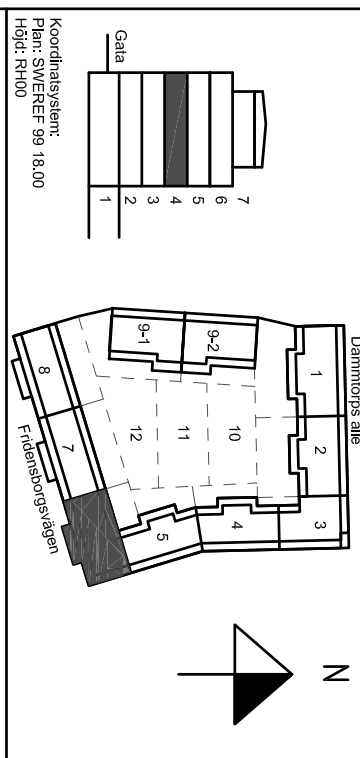 Koordinatsystem:
Plan: SWEREF 99 18.00
Höjd: RH00
Gata
1
2
3
4
5
6
7
Dammtorps alle
1
2
3
4
5
7
8
9-1
9-2
10
11
12
Fridensborgsvägen
N